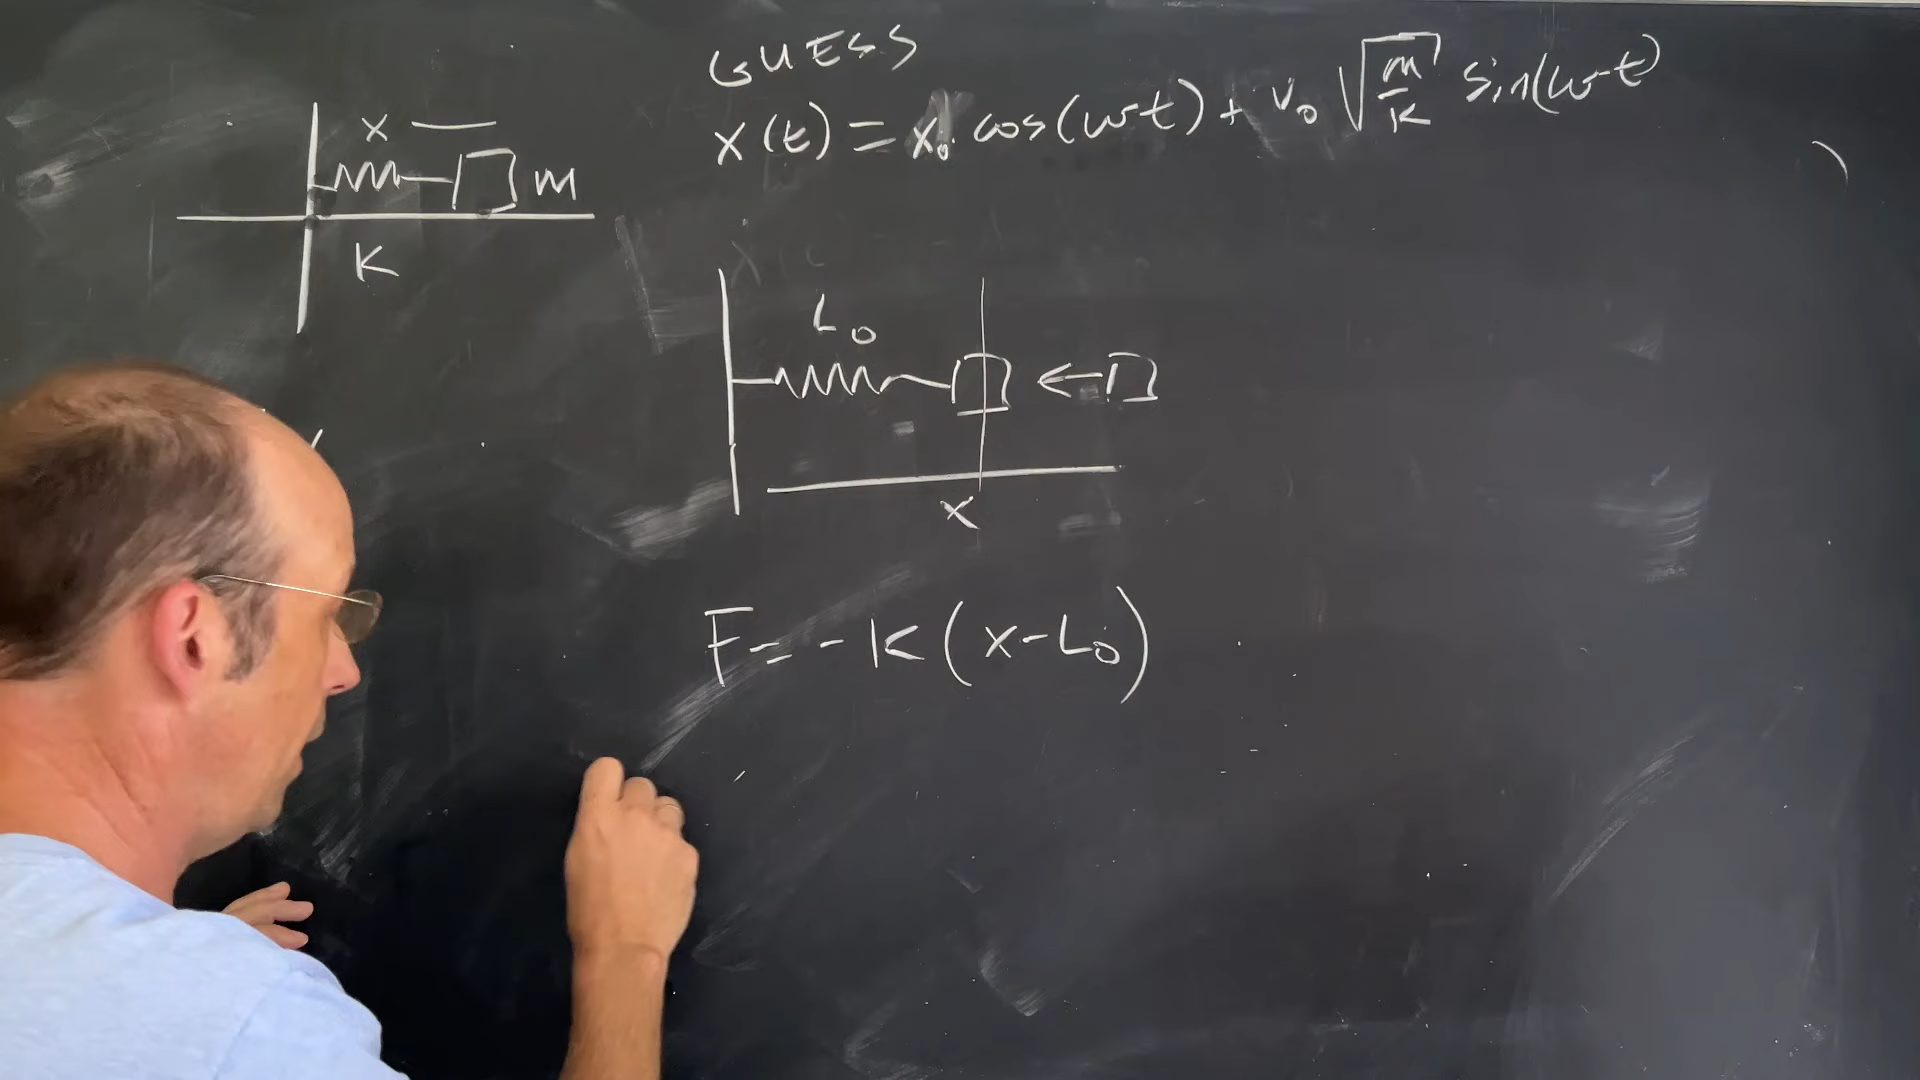 GUESS
x(t) = x₀ cos(ωt) + v₀ √(m/k) sin(ωt)
x
m
K
L₀
x
F = -K(x-L₀)